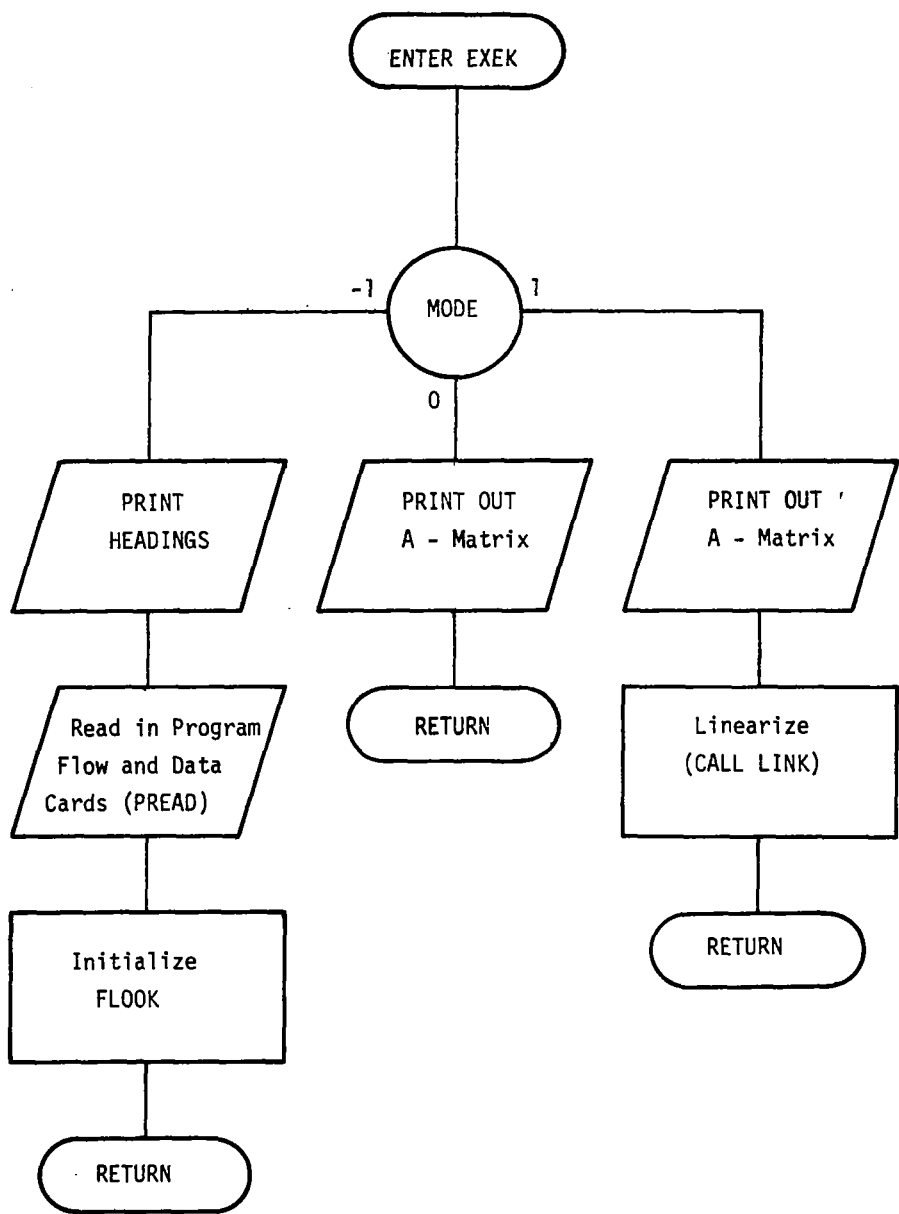 ENTER EXEK
MODE
-1
1
0
PRINT
HEADINGS
PRINT OUT
A - Matrix
PRINT OUT '
A - Matrix
Read in Program
Flow and Data
Cards (PREAD)
RETURN
Linearize
(CALL LINK)
Initialize
FLOOK
RETURN
RETURN